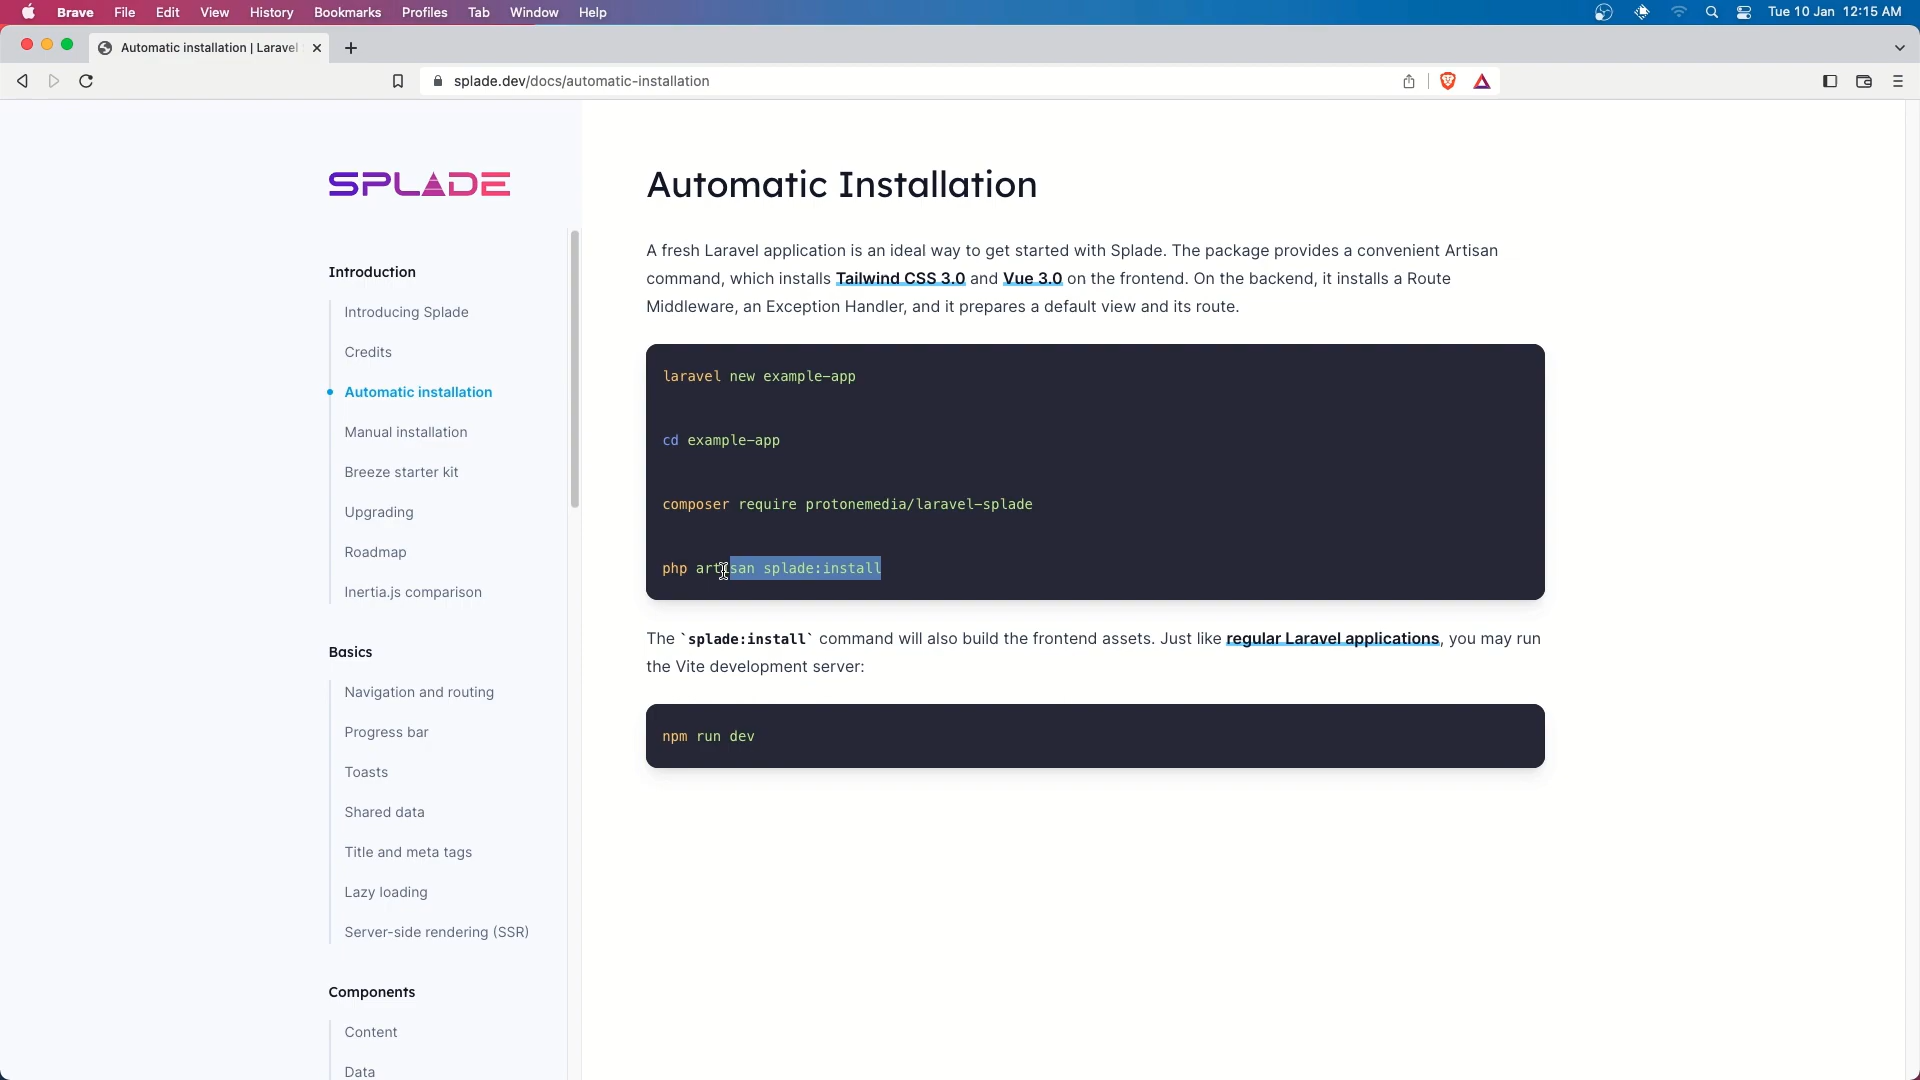 Brave File Edit View History Bookmarks Profiles Tab Window Help Tue 10 Jan 12:15 AM
Automatic installation | Laravel
splade.dev/docs/automatic-installation
SPLADE
Introduction
Introducing Splade
Credits
Automatic installation
Manual installation
Breeze starter kit
Upgrading
Roadmap
Inertia.js comparison
Basics
Navigation and routing
Progress bar
Toasts
Shared data
Title and meta tags
Lazy loading
Server-side rendering (SSR)
Components
Content
Data
Automatic Installation
A fresh Laravel application is an ideal way to get started with Splade. The package provides a convenient Artisan
command, which installs Tailwind CSS 3.0 and Vue 3.0 on the frontend. On the backend, it installs a Route
Middleware, an Exception Handler, and it prepares a default view and its route.
laravel new example-app
cd example-app
composer require protonemedia/laravel-splade
php artisan splade:install
The `splade:install` command will also build the frontend assets. Just like regular Laravel applications, you may run
the Vite development server:
npm run dev